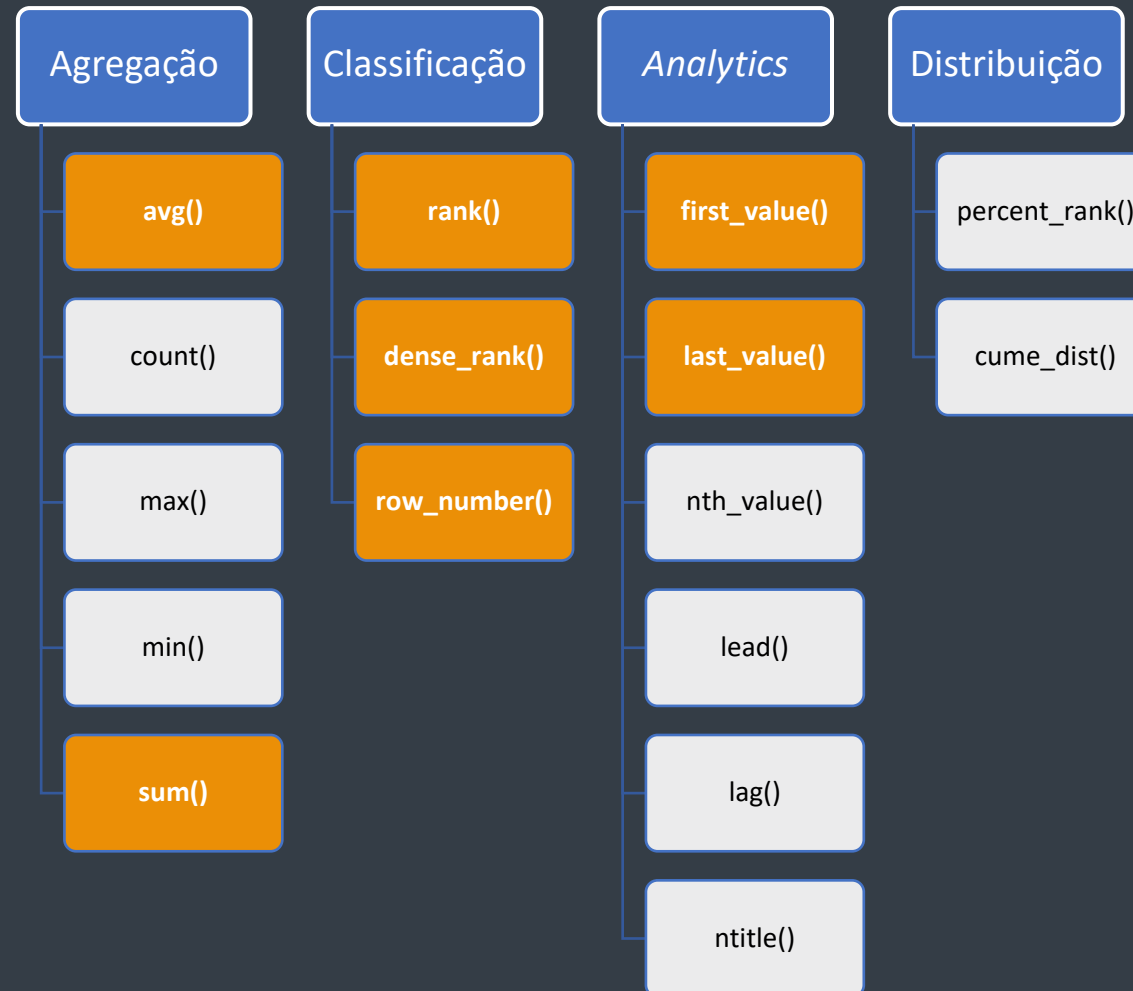 Agregação
avg()
count()
max()
min()
sum()
Classificação
rank()
dense_rank()
row_number()
Analytics
first_value()
last_value()
nth_value()
lead()
lag()
ntitle()
Distribuição
percent_rank()
cume_dist()